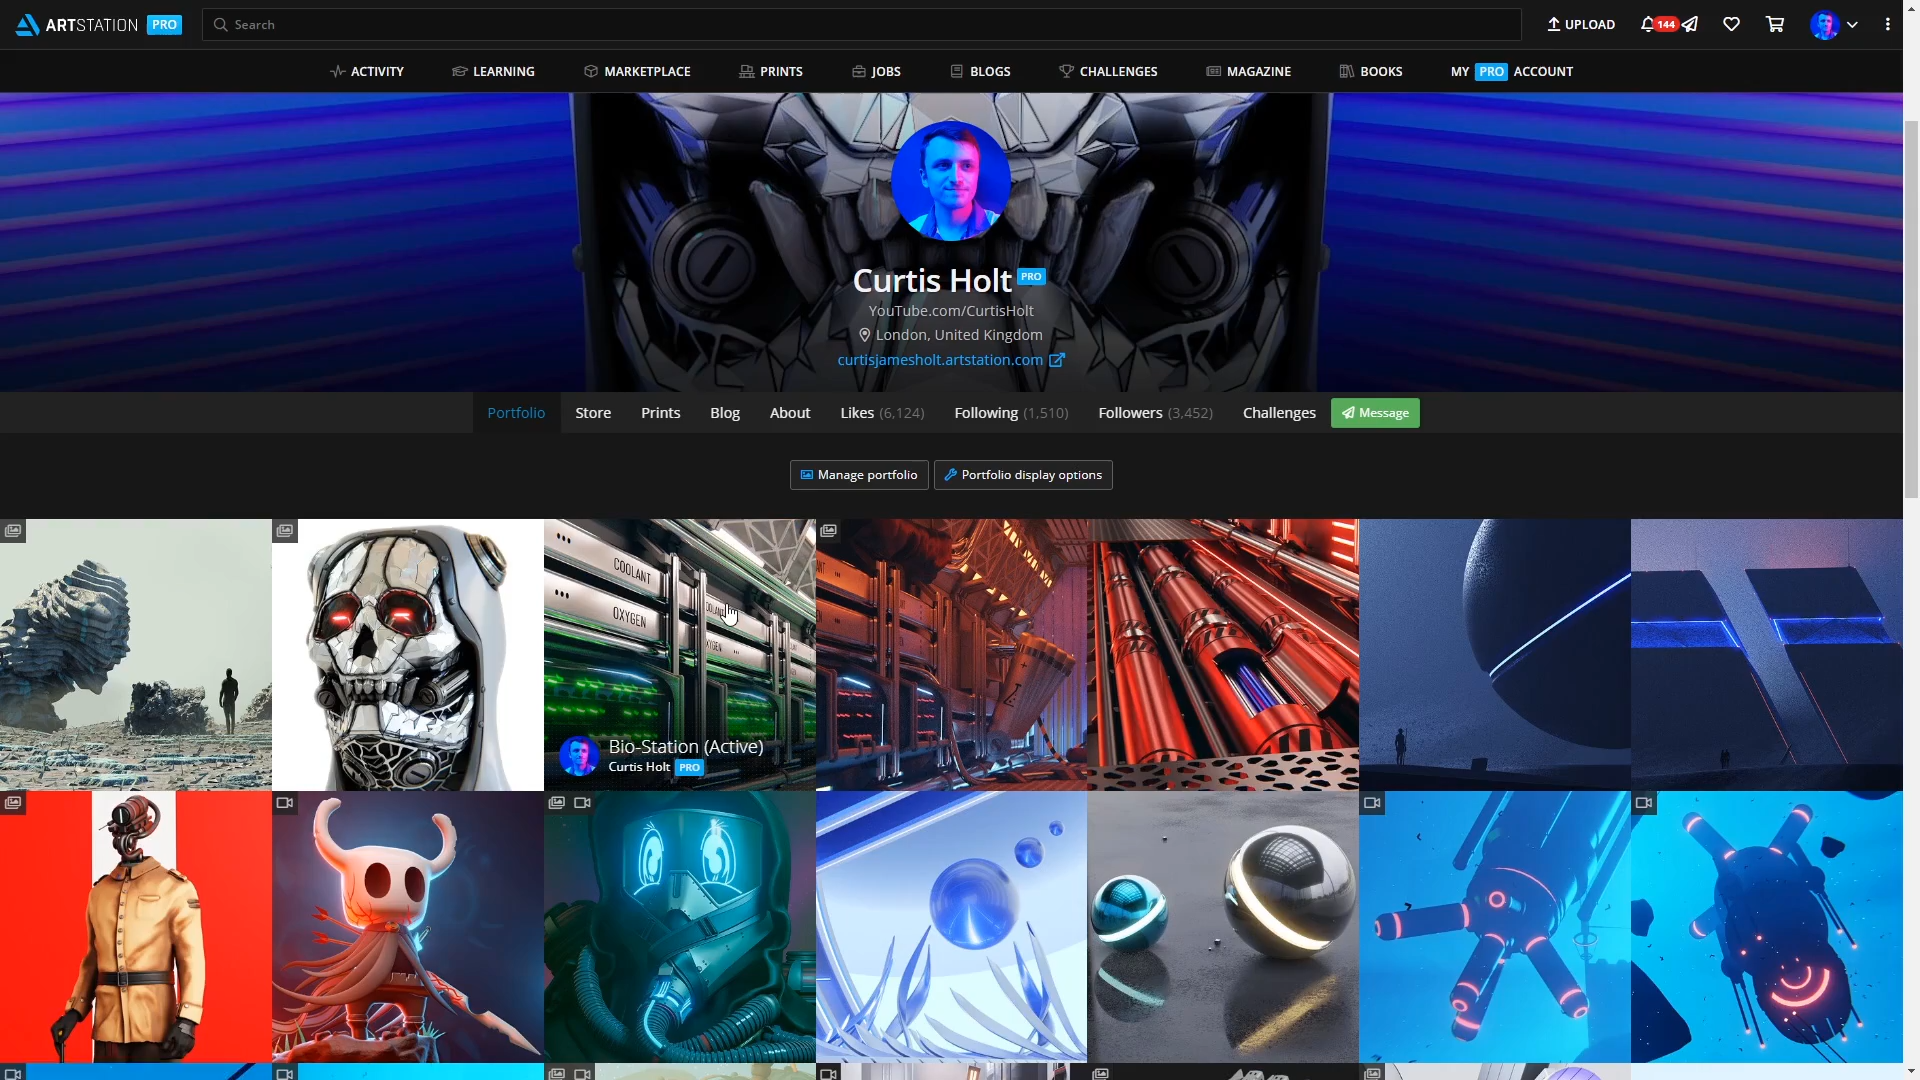 ARTSTATION PRO
Search
UPLOAD
144
ACTIVITY
LEARNING
MARKETPLACE
PRINTS
JOBS
BLOGS
CHALLENGES
MAGAZINE
BOOKS
MY PRO ACCOUNT
Curtis Holt PRO
YouTube.com/CurtisHolt
London, United Kingdom
curtisjamesholt.artstation.com
Portfolio
Store
Prints
Blog
About
Likes (6,124)
Following (1,510)
Followers (3,452)
Challenges
Message
Manage portfolio
Portfolio display options
COOLANT
OXYGEN
Bio-Station (Active)
Curtis Holt PRO